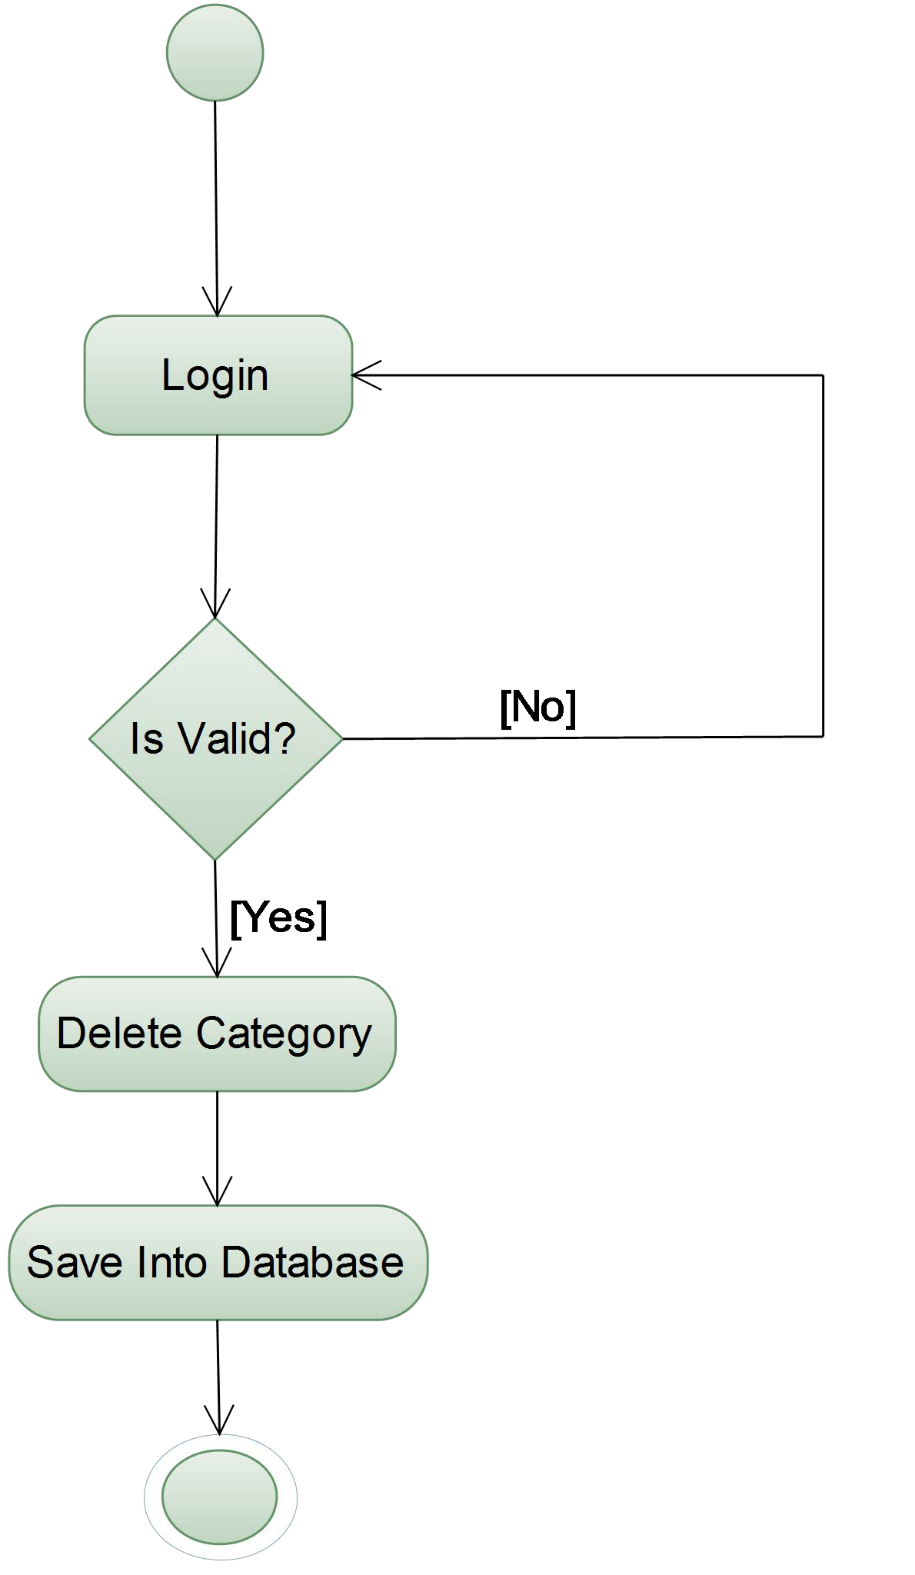 Login
Is Valid?
[No]
[Yes]
Delete Category
Save Into Database